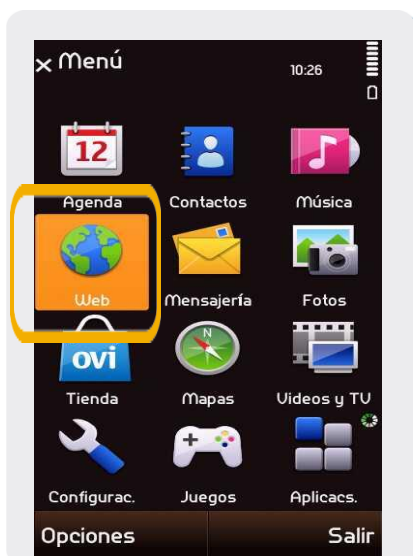 × Menú 10:26
12
Agenda Contactos Música
Web Mensajería Fotos
ovi N
Tienda Mapas Videos y TV
Configurac. Juegos Aplicacs.
Opciones Salir